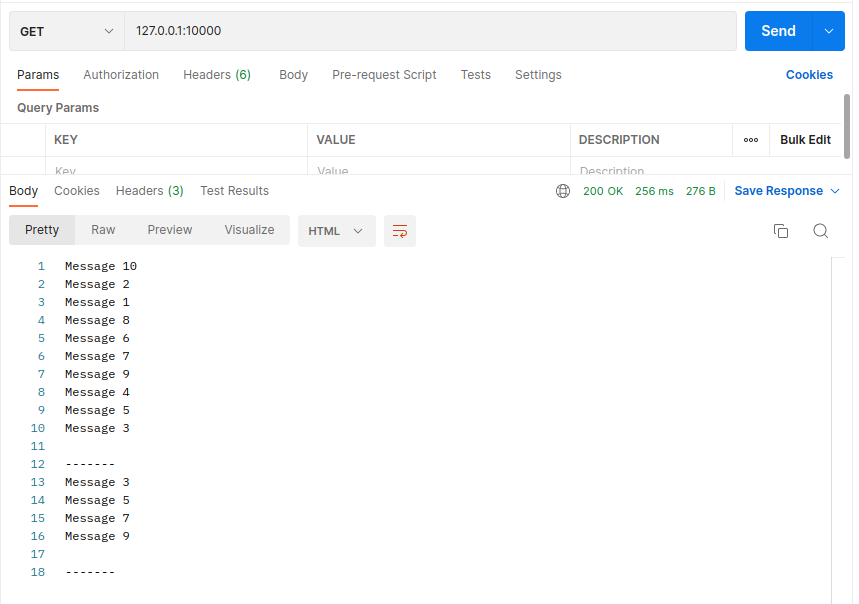 GET 127.0.0.1:10000 Send
Params Authorization Headers (6) Body Pre-request Script Tests Settings Cookies
Query Params
KEY VALUE DESCRIPTION ooo Bulk Edit
Key Value Description
Body Cookies Headers (3) Test Results 200 OK 256 ms 276 B Save Response
Pretty Raw Preview Visualize HTML
1 Message 10
2 Message 2
3 Message 1
4 Message 8
5 Message 6
6 Message 7
7 Message 9
8 Message 4
9 Message 5
10 Message 3
11
12 -------
13 Message 3
14 Message 5
15 Message 7
16 Message 9
17
18 -------